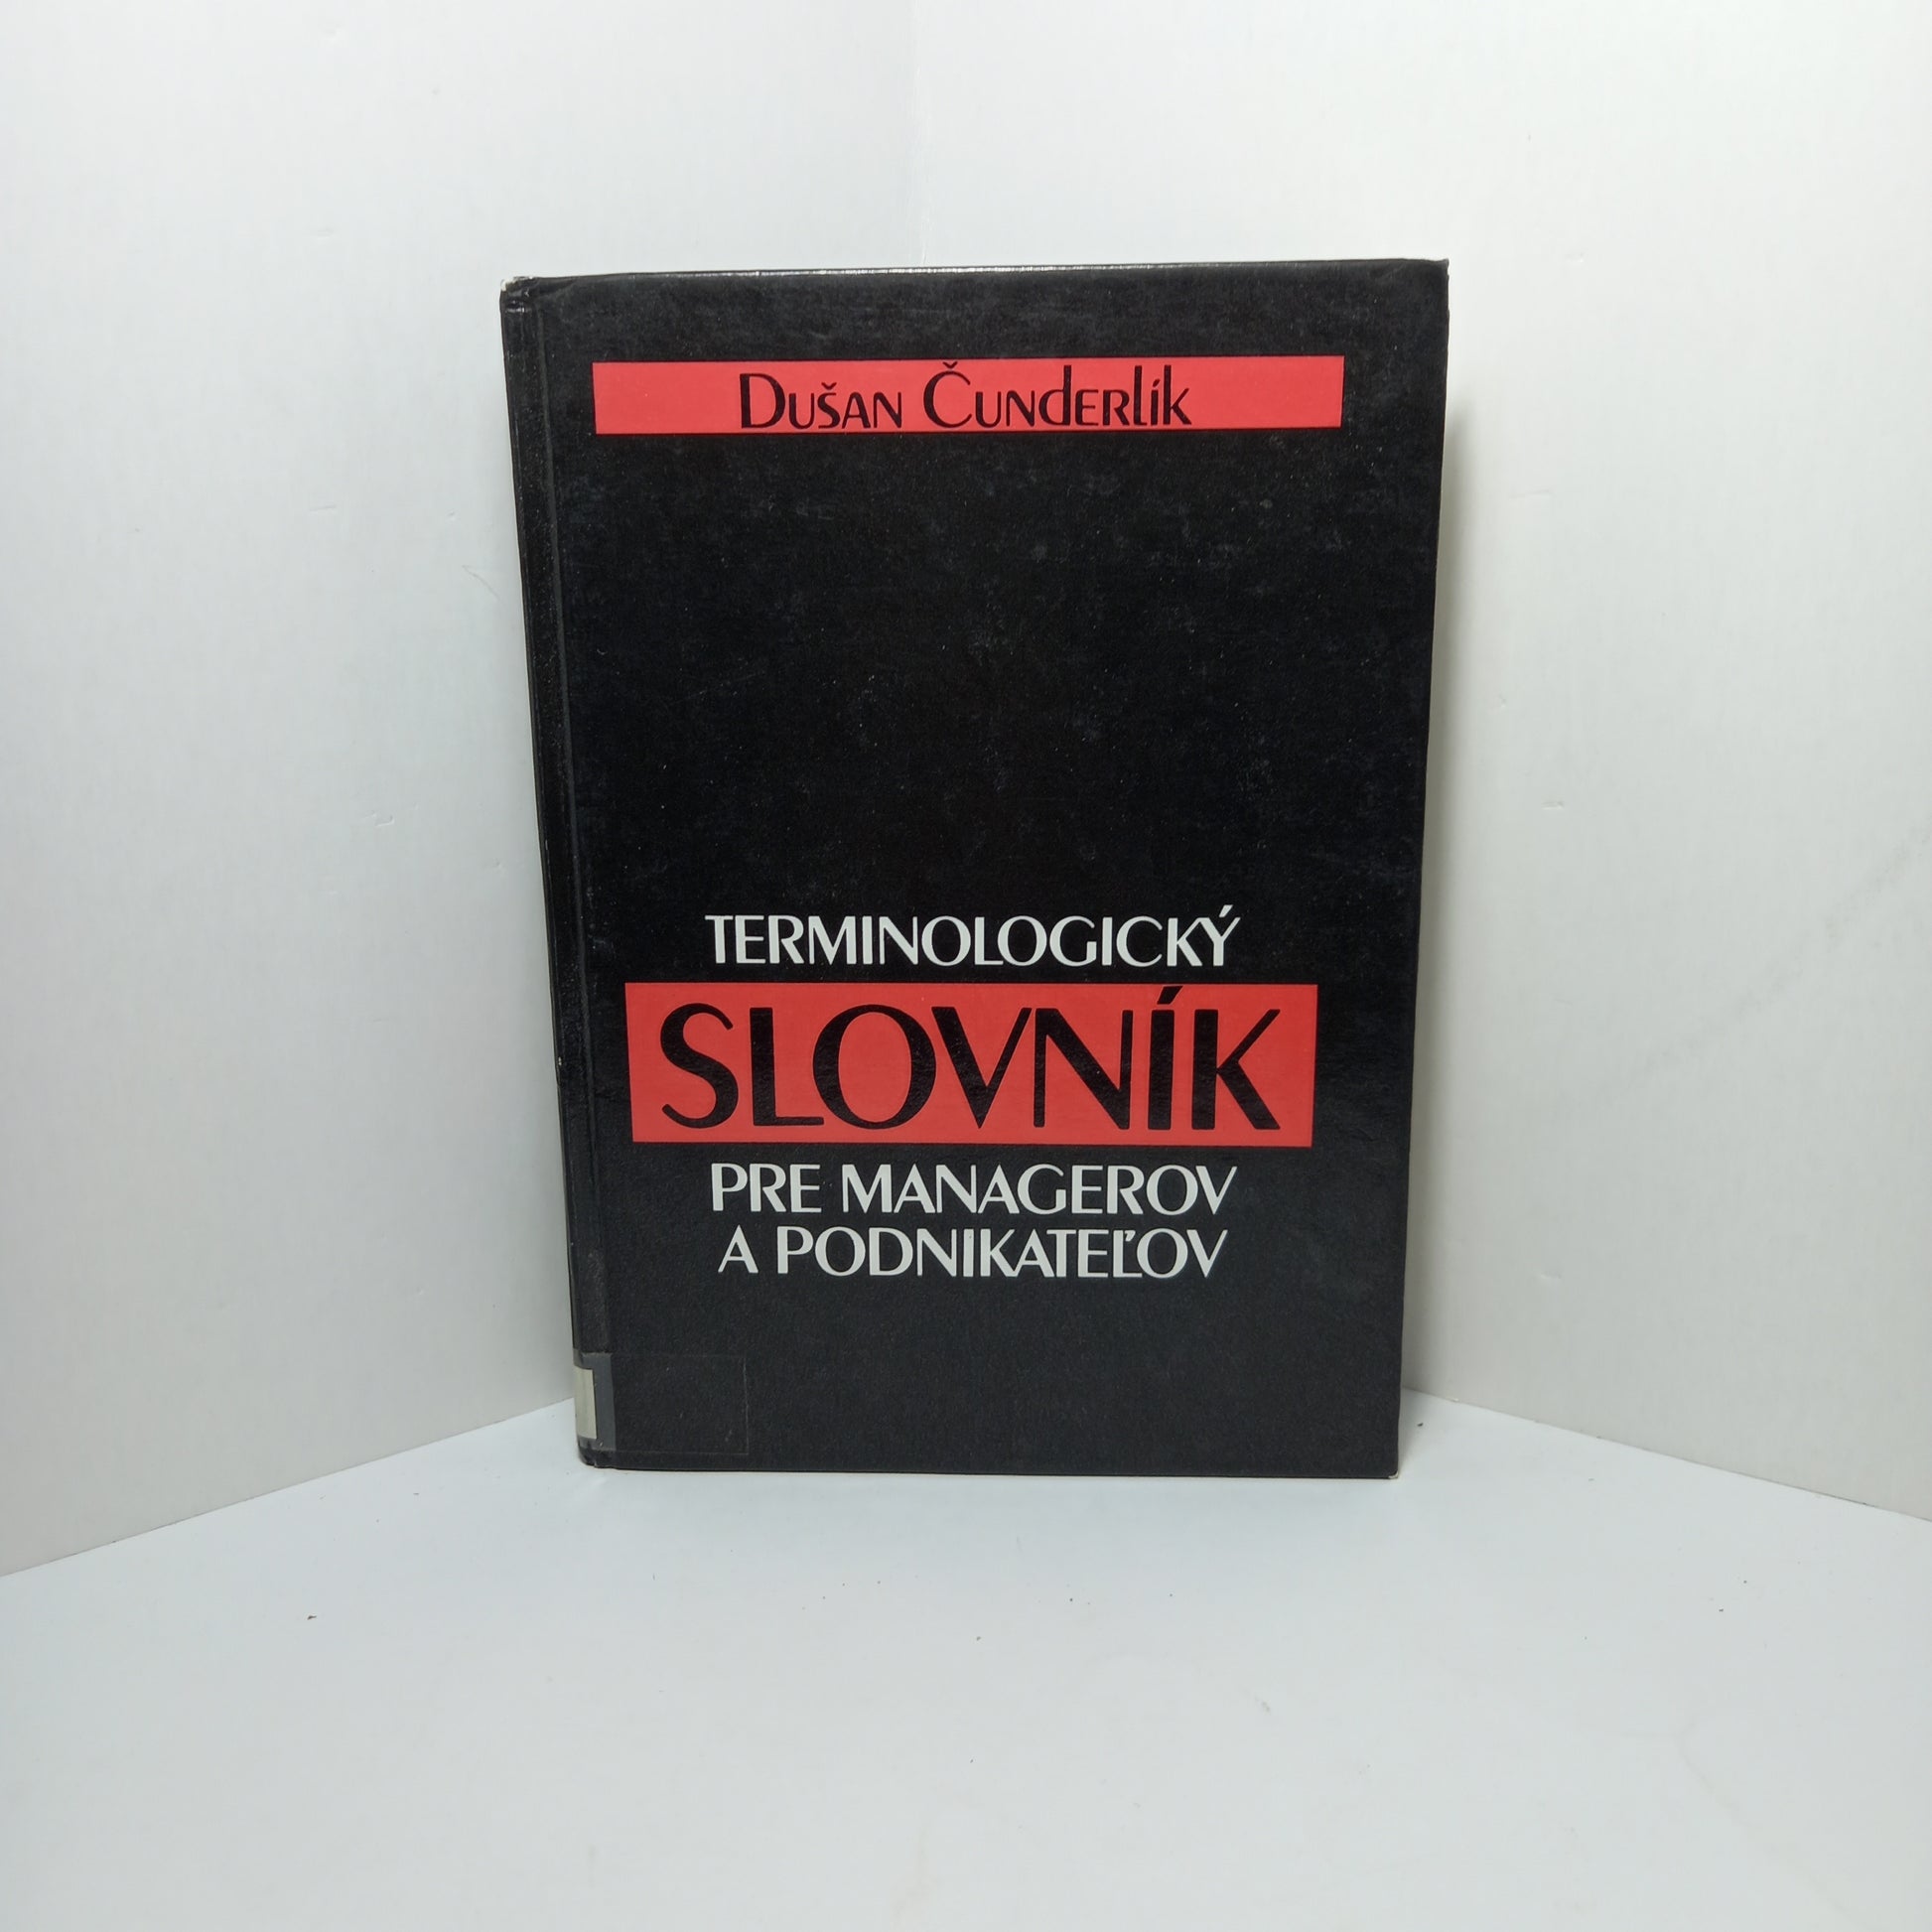 Dušan Čunderlík
TERMINOLOGICKÝ
SLOVNÍK
PRE MANAGEROV
A PODNIKATEĽOV